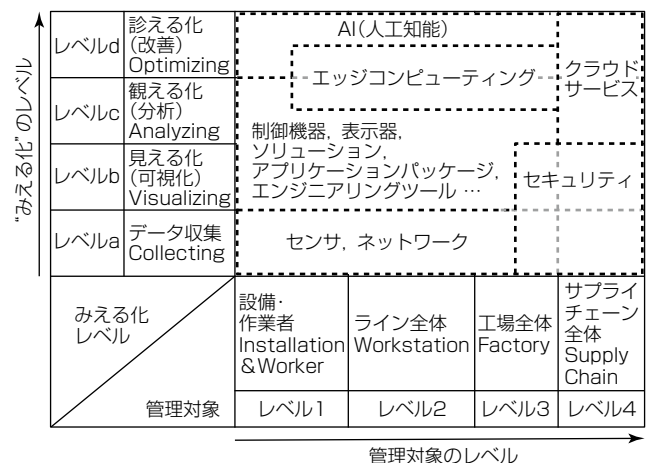 "みえる化"のレベル
レベルd
診える化
(改善)
Optimizing
レベルc
観える化
(分析)
Analyzing
レベルb
見える化
(可視化)
Visualizing
レベルa
データ収集
Collecting
AI(人工知能)
エッジコンピューティング
クラウド
サービス
制御機器, 表示器,
ソリューション,
アプリケーションパッケージ,
エンジニアリングツール …
セキュリティ
センサ, ネットワーク
みえる化
レベル
管理対象
設備・
作業者
Installation
&Worker
ライン全体
Workstation
工場全体
Factory
サプライ
チェーン
全体
Supply
Chain
レベル1
レベル2
レベル3
レベル4
管理対象のレベル